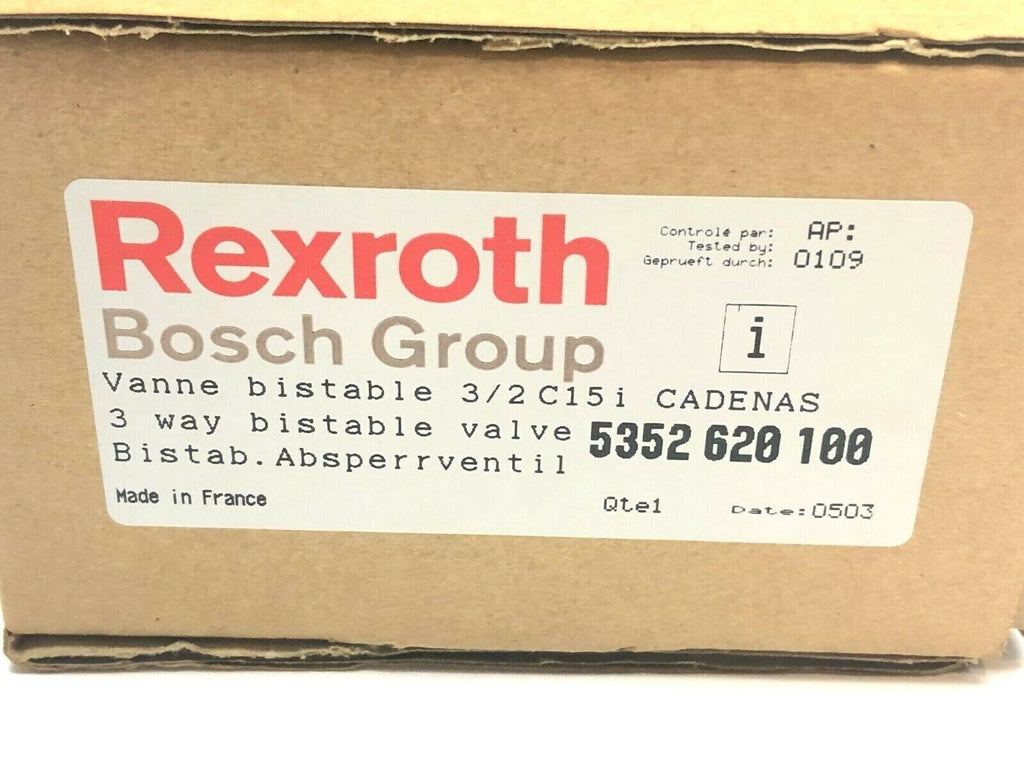 Rexroth
Bosch Group
Controlé par: AP:
Tested by:
Geprueft durch: 0109
i
Vanne bistable 3/2 C15i CADENAS
3 way bistable valve 5352 620 100
Bistab.Absperrventil
Made in France Qte1 Date:0503